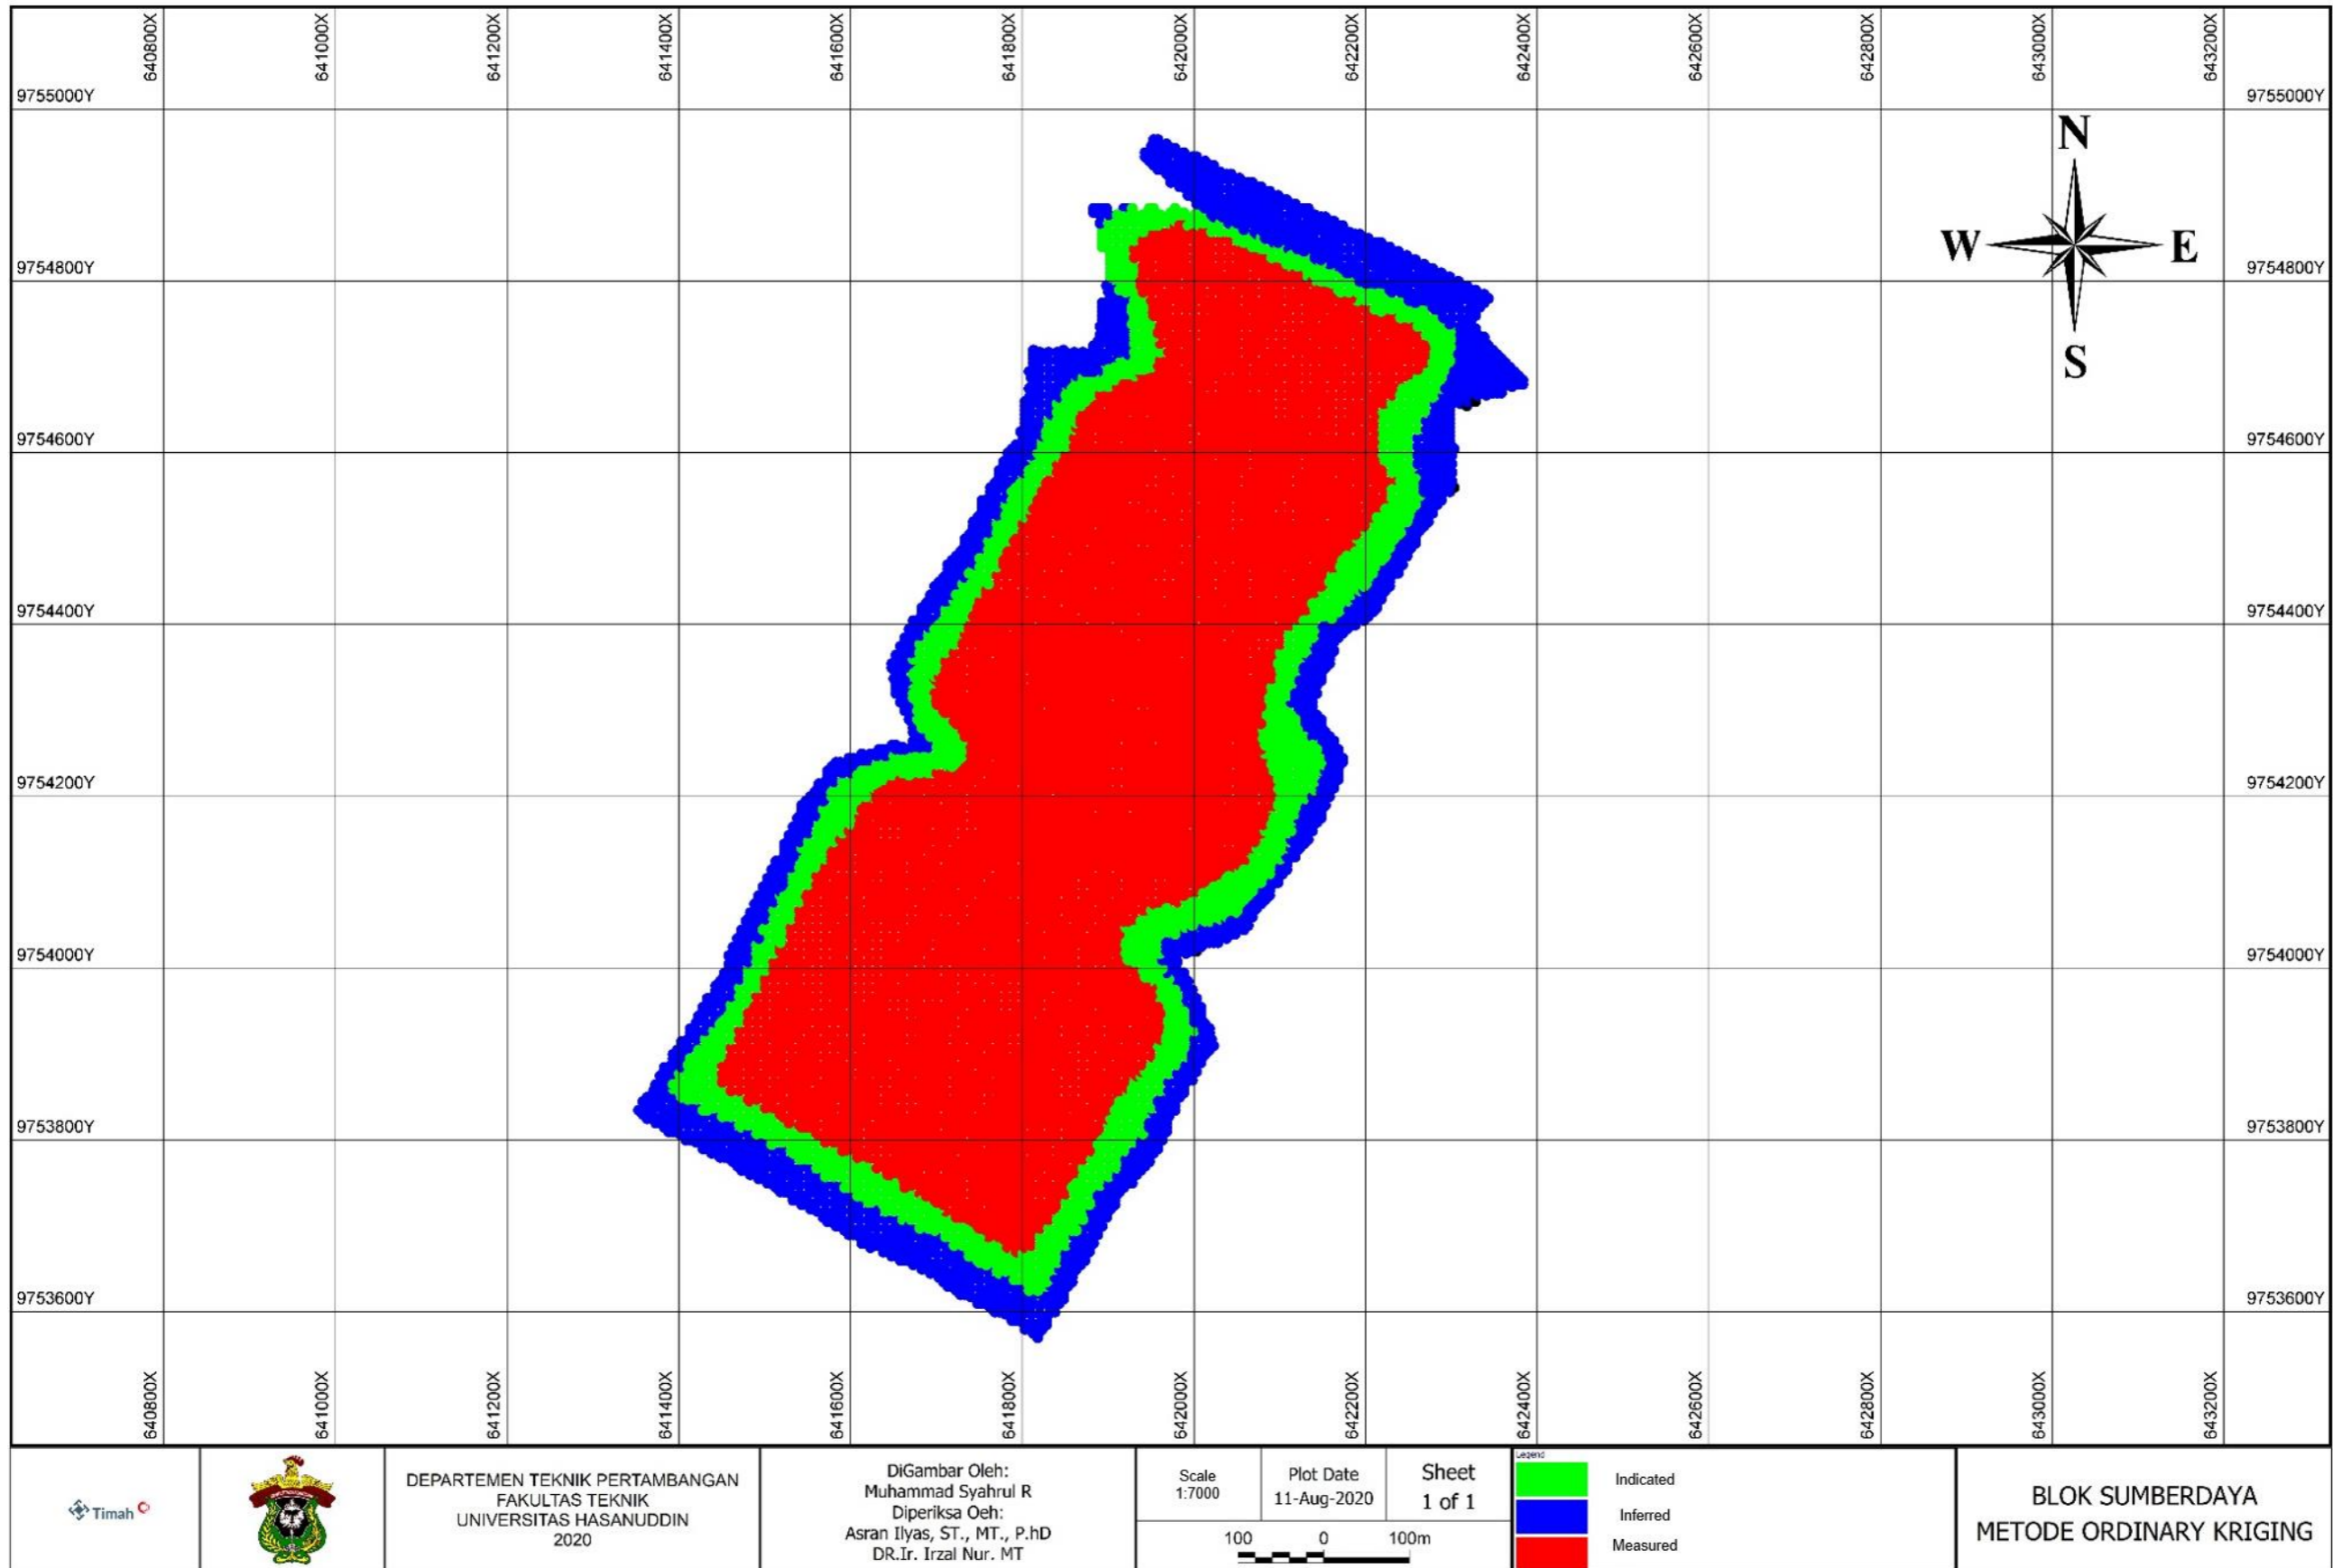 640800X
641000X
641200X
641400X
641600X
641800X
642000X
642200X
642400X
642600X
642800X
643000X
643200X
9755000Y
9755000Y
N
W
E
S
9754800Y
9754800Y
9754600Y
9754600Y
9754400Y
9754400Y
9754200Y
9754200Y
9754000Y
9754000Y
9753800Y
9753800Y
9753600Y
9753600Y
640800X
641000X
641200X
641400X
641600X
641800X
642000X
642200X
642400X
642600X
642800X
643000X
643200X
Timah
DEPARTEMEN TEKNIK PERTAMBANGAN
FAKULTAS TEKNIK
UNIVERSITAS HASANUDDIN
2020
DiGambar Oleh:
Muhammad Syahrul R
Diperiksa Oeh:
Asran Ilyas, ST., MT., P.hD
DR.Ir. Irzal Nur. MT
Scale
1:7000
Plot Date
11-Aug-2020
Sheet
1 of 1
100 0 100m
Legend
Indicated
Inferred
Measured
BLOK SUMBERDAYA
METODE ORDINARY KRIGING